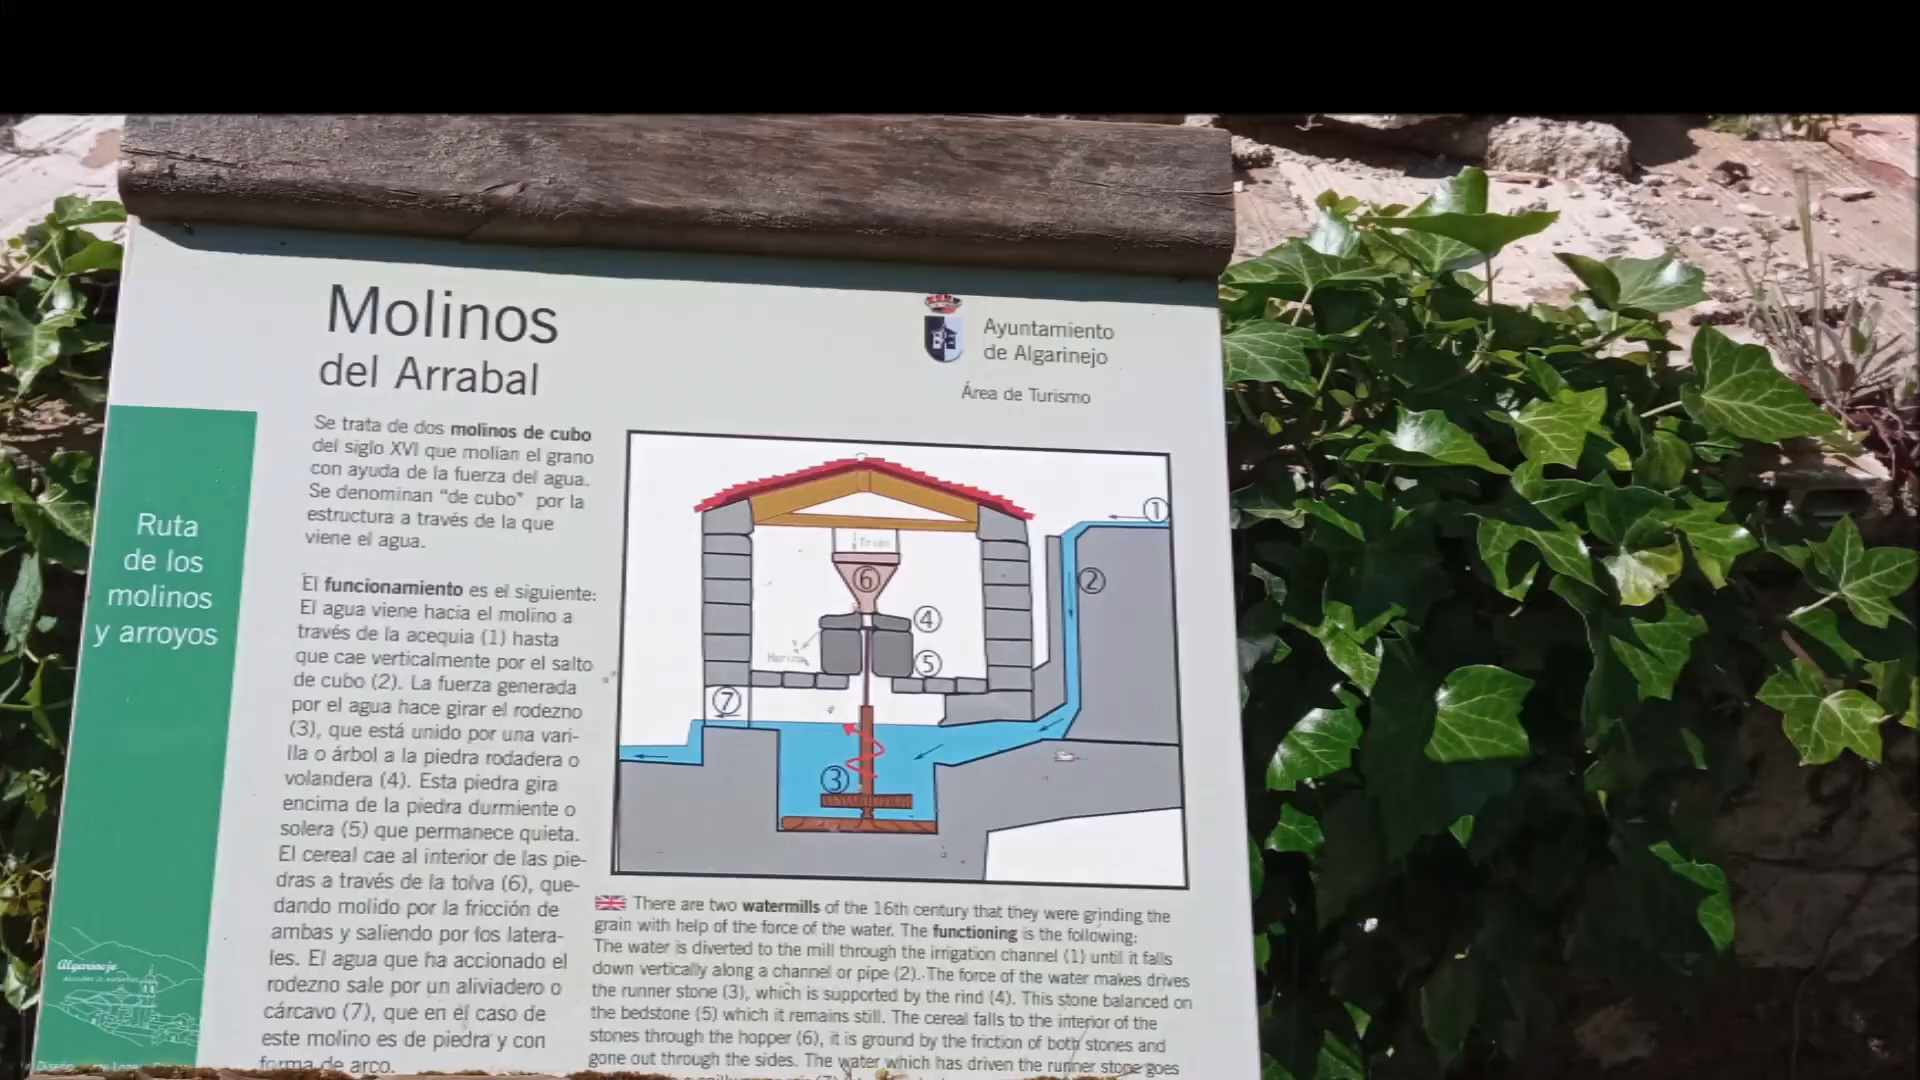 Molinos
del Arrabal
Ayuntamiento
de Algarinejo
Área de Turismo
Se trata de dos molinos de cubo
del siglo XVI que molían el grano
con ayuda de la fuerza del agua.
Se denominan "de cubo" por la
estructura a través de la que
viene el agua.
El funcionamiento es el siguiente:
El agua viene hacia el molino a
través de la acequia (1) hasta
que cae verticalmente por el salto
de cubo (2). La fuerza generada
por el agua hace girar el rodezno
(3), que está unido por una vari-
lla o árbol a la piedra rodadera o
volandera (4). Esta piedra gira
encima de la piedra durmiente o
solera (5) que permanece quieta.
El cereal cae al interior de las pie-
dras a través de la tolva (6), que-
dando molido por la fricción de
ambas y saliendo por los latera-
les. El agua que ha accionado el
rodezno sale por un aliviadero o
cárcavo (7), que en el caso de
este molino es de piedra y con
forma de arco.
Ruta
de los
molinos
y arroyos
Algarinejo
1
2
6
4
5
Harina
7
3
There are two watermills of the 16th century that they were grinding the
grain with help of the force of the water. The functioning is the following:
The water is diverted to the mill through the irrigation channel (1) until it falls
down vertically along a channel or pipe (2). The force of the water makes drives
the runner stone (3), which is supported by the rind (4). This stone balanced on
the bedstone (5) which it remains still. The cereal falls to the interior of the
stones through the hopper (6), it is ground by the friction of both stones and
gone out through the sides. The water which has driven the runner stone goes